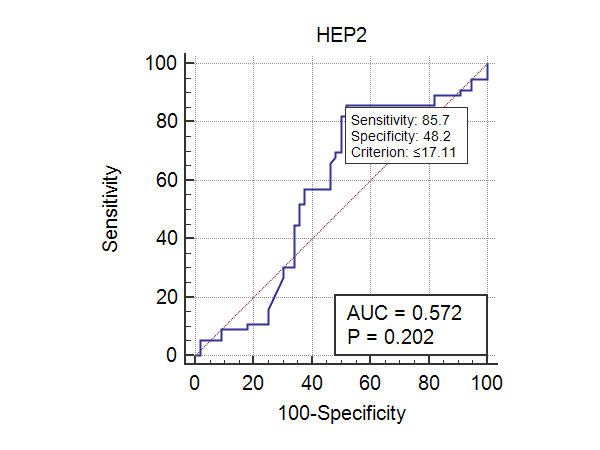 HEP2
100
80
60
40
20
0
Sensitivity
Sensitivity: 85.7
Specificity: 48.2
Criterion: ≤17.11
AUC = 0.572
P = 0.202
0 20 40 60 80 100
100-Specificity